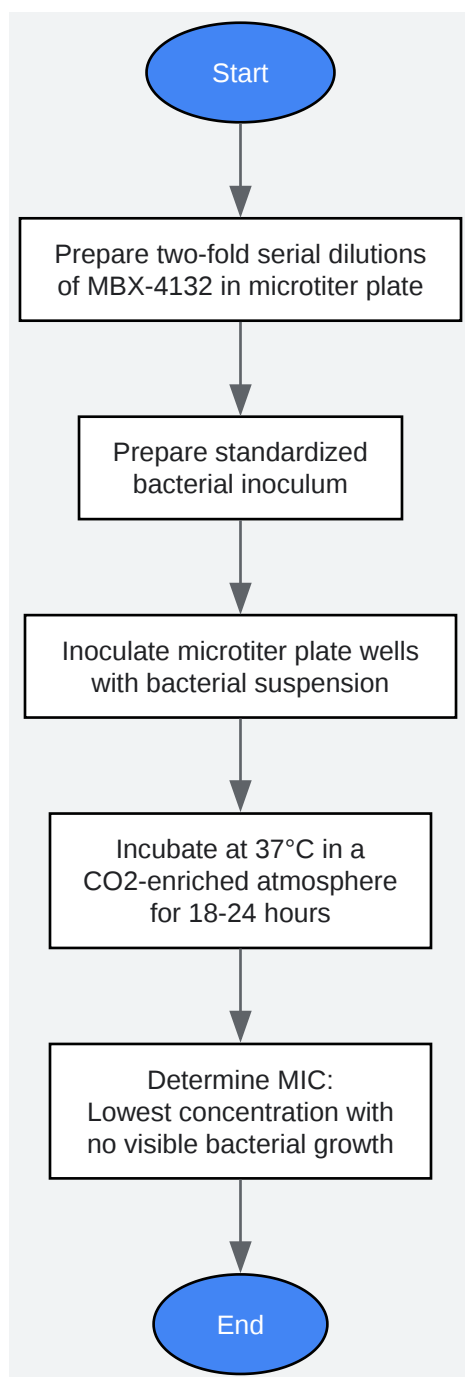 Start
Prepare two-fold serial dilutions
of MBX-4132 in microtiter plate
Prepare standardized
bacterial inoculum
Inoculate microtiter plate wells
with bacterial suspension
Incubate at 37°C in a
CO2-enriched atmosphere
for 18-24 hours
Determine MIC:
Lowest concentration with
no visible bacterial growth
End